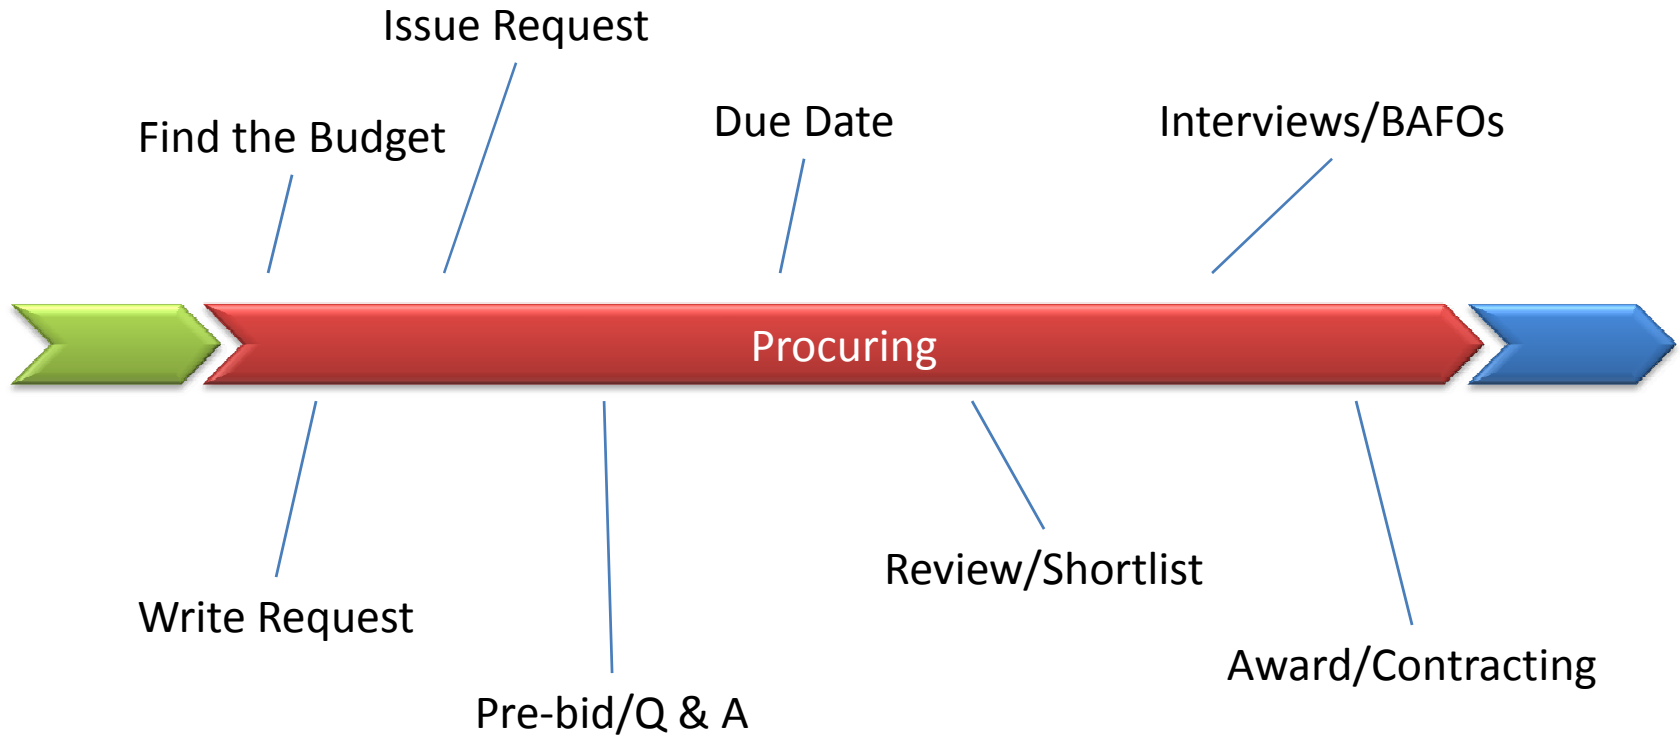 Issue Request
Find the Budget
Due Date
Interviews/BAFOs
Procuring
Review/Shortlist
Write Request
Award/Contracting
Pre-bid/Q & A